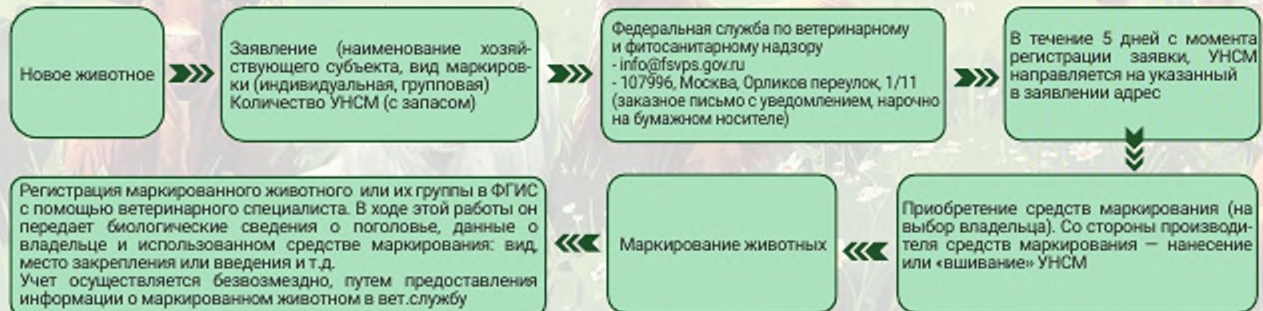 Новое животное
Заявление (наименование хозяй-
ствующего субъекта, вид маркиров-
ки (индивидуальная, групповая)
Количество УНСМ (с запасом)
Федеральная служба по ветеринарному
и фитосанитарному надзору
- info@fsvps.gov.ru
- 107996, Москва, Орликов переулок, 1/11
(заказное письмо с уведомлением, нарочно
на бумажном носителе)
В течение 5 дней с момента
регистрации заявки, УНСМ
направляется на указанный
в заявлении адрес
Приобретение средств маркирования (на
выбор владельца). Со стороны производи-
теля средств маркирования — нанесение
или «вшивание» УНСМ
Маркирование животных
Регистрация маркированного животного или их группы в ФГИС
с помощью ветеринарного специалиста. В ходе этой работы он
передает биологические сведения о поголовье, данные о
владельце и использованном средстве маркирования: вид,
место закрепления или введения и т.д.
Учет осуществляется безвозмездно, путем предоставления
информации о маркированном животном в вет.службу